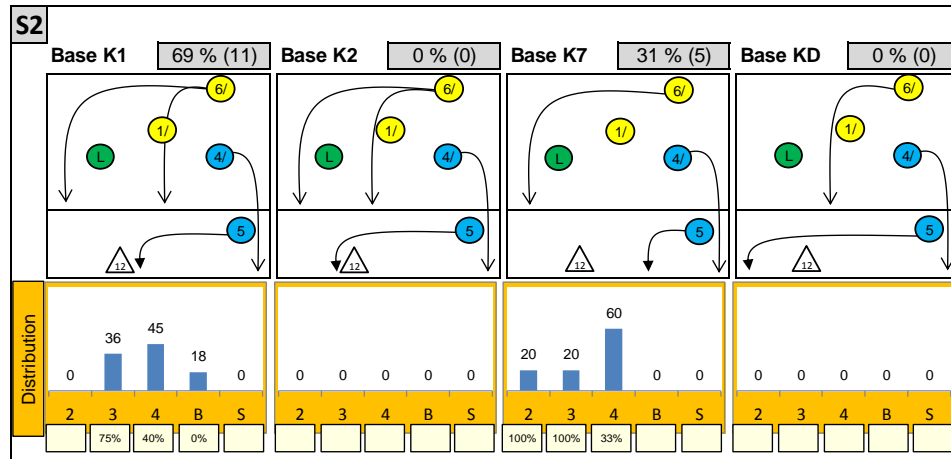 S2
Base K1 69 % (11) Base K2 0 % (0) Base K7 31 % (5) Base KD 0 % (0)
6/ 6/ 6/ 6/
1/ 1/ 1/ 1/
L 4/ L 4/ L 4/ L 4/
5 5 5 5
12 12 12 12
Distribution
0 36 45 18 0 0 0 0 0 0 20 20 60 0 0 0 0 0 0 0
2 3 4 B S 2 3 4 B S 2 3 4 B S 2 3 4 B S
75% 40% 0% 100% 100% 33%